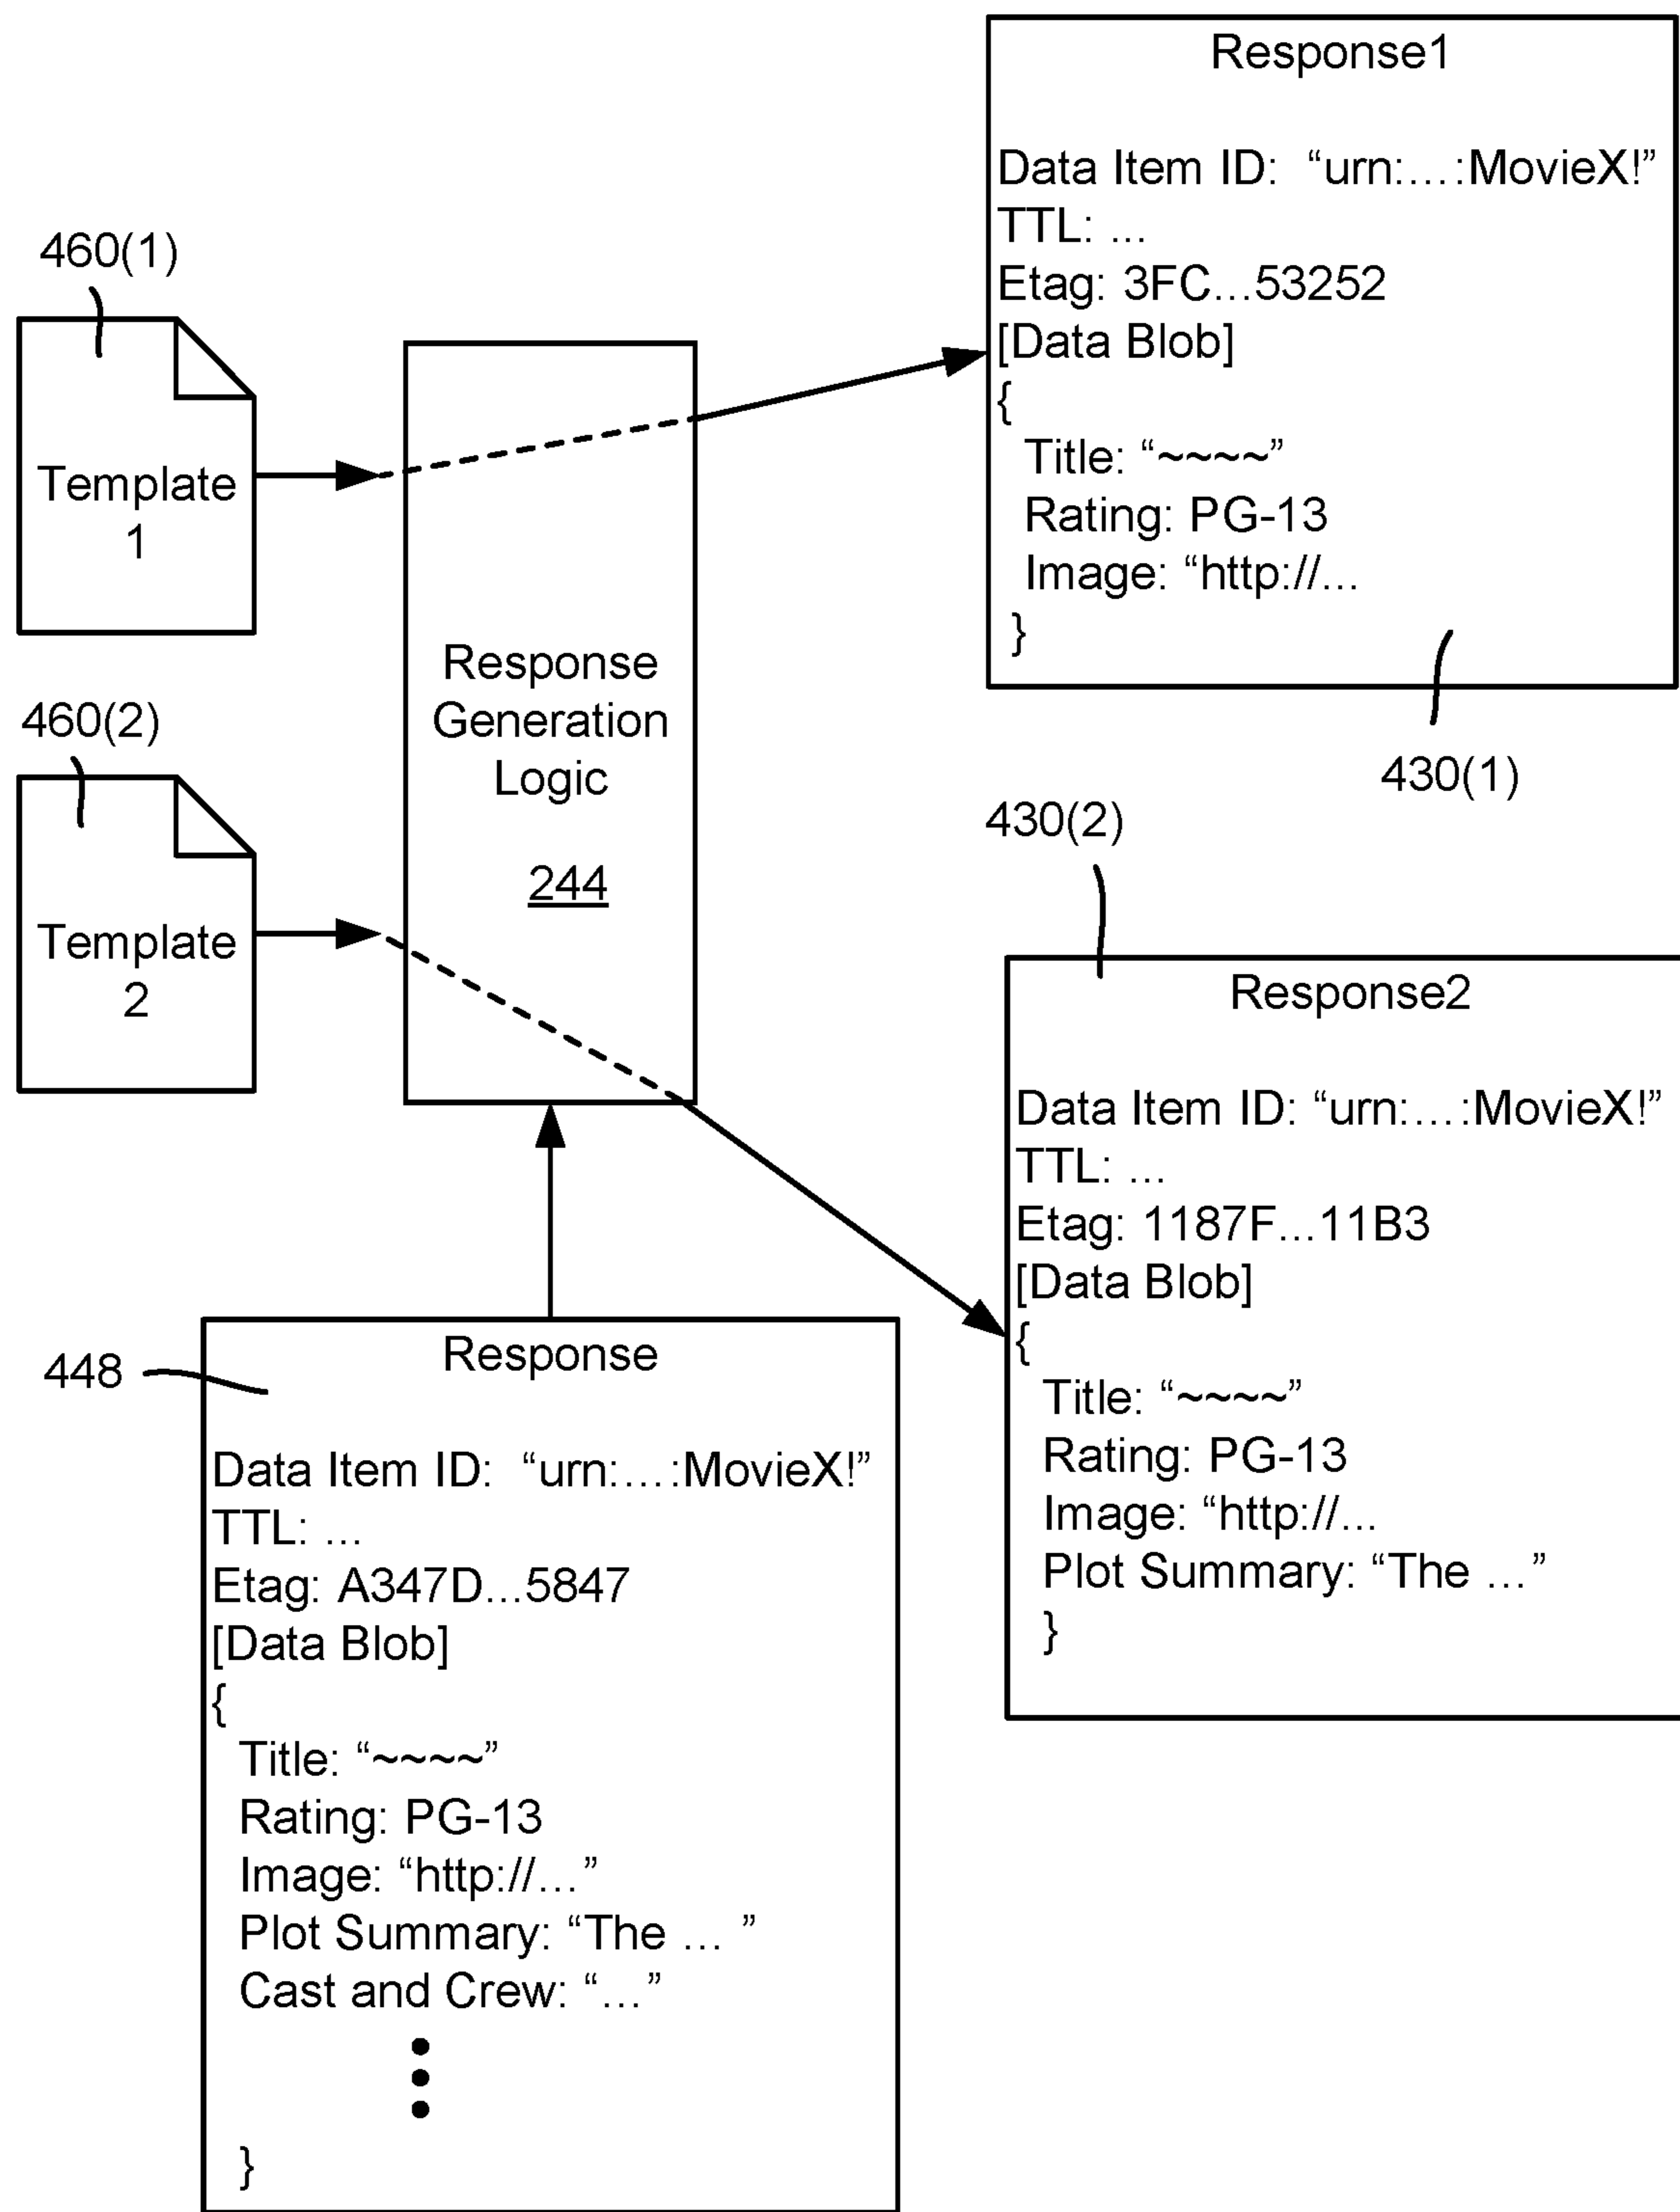 460(1)
Template
1
460(2)
Template
2
Response
Generation
Logic
244
Response1
Data Item ID:  “urn:...:MovieX!”
TTL: ...
Etag: 3FC...53252
[Data Blob]
{
Title: “~~~~”
Rating: PG-13
Image: “http://...
}
430(1)
430(2)
Response2
Data Item ID: “urn:...:MovieX!”
TTL: ...
Etag: 1187F...11B3
[Data Blob]
{
Title: “~~~~”
Rating: PG-13
Image: “http://...
Plot Summary: “The ...”
}
448
Response
Data Item ID:  “urn:...:MovieX!”
TTL: ...
Etag: A347D...5847
[Data Blob]
{
Title: “~~~~”
Rating: PG-13
Image: “http://...”
Plot Summary: “The ... ”
Cast and Crew: “...”
}